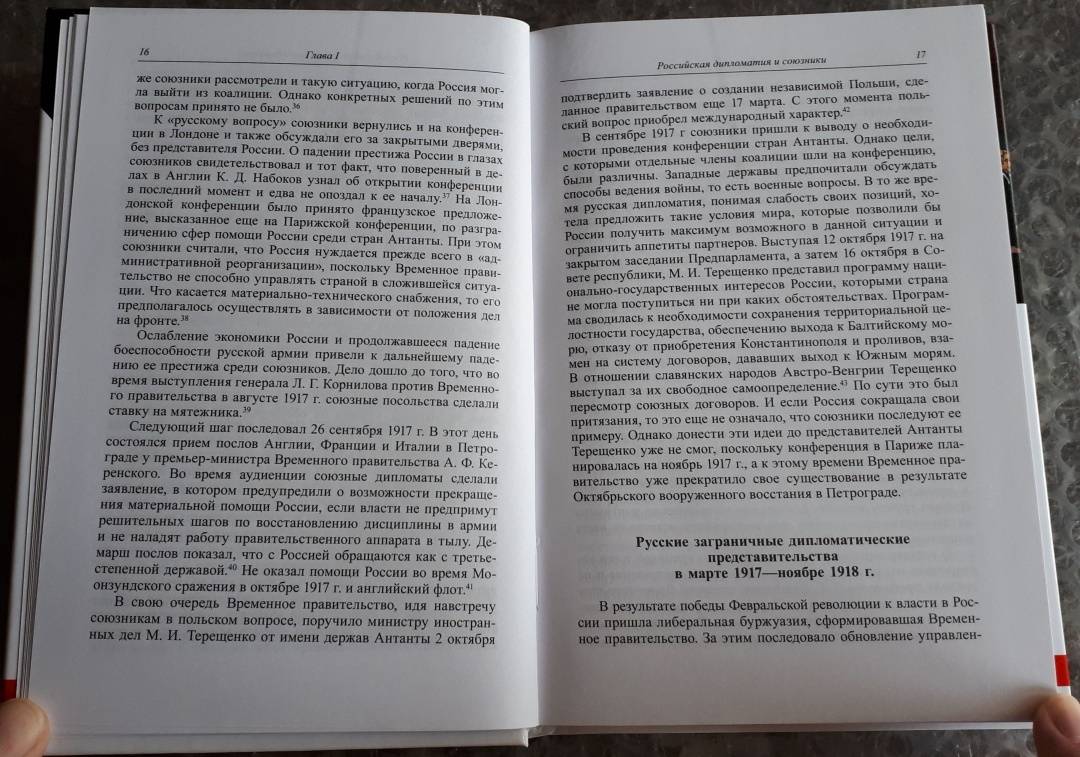 16
Глава I
же союзники рассмотрели и такую ситуацию, когда Россия мог-
ла выйти из коалиции. Однако конкретных решений по этим
вопросам принято не было.³⁶
К «русскому вопросу» союзники вернулись и на конферен-
ции в Лондоне и также обсуждали его за закрытыми дверями,
без представителя России. О падении престижа России в глазах
союзников свидетельствовал и тот факт, что поверенный в де-
лах в Англии К. Д. Набоков узнал об открытии конференции
в последний момент и едва не опоздал к ее началу.³⁷ На Лон-
донской конференции было принято французское предложе-
ние, высказанное еще на Парижской конференции, по разгра-
ничению сфер помощи России среди стран Антанты. При этом
союзники считали, что Россия нуждается прежде всего в «ад-
министративной реорганизации», поскольку Временное прави-
тельство не способно управлять страной в сложившейся ситуа-
ции. Что касается материально-технического снабжения, то его
предполагалось осуществлять в зависимости от положения дел
на фронте.³⁸
Ослабление экономики России и продолжавшееся падение
боеспособности русской армии привели к дальнейшему паде-
нию ее престижа среди союзников. Дело дошло до того, что во
время выступления генерала Л. Г. Корнилова против Временно-
го правительства в августе 1917 г. союзные посольства сделали
ставку на мятежника.³⁹
Следующий шаг последовал 26 сентября 1917 г. В этот день
состоялся прием послов Англии, Франции и Италии в Петро-
граде у премьер-министра Временного правительства А. Ф. Ке-
ренского. Во время аудиенции союзные дипломаты сделали
заявление, в котором предупредили о возможности прекраще-
ния материальной помощи России, если власти не предпримут
решительных шагов по восстановлению дисциплины в армии
и не наладят работу правительственного аппарата в тылу. Де-
марш послов показал, что с Россией обращаются как с третье-
степенной державой.⁴⁰ Не оказал помощи России во время Мо-
онзундского сражения в октябре 1917 г. и английский флот.⁴¹
В свою очередь Временное правительство, идя навстречу
союзникам в польском вопросе, поручило министру иностран-
ных дел М. И. Терещенко от имени держав Антанты 2 октября
Российская дипломатия и союзники
17
подтвердить заявление о создании независимой Польши, сде-
ланное правительством еще 17 марта. С этого момента поль-
ский вопрос приобрел международный характер.⁴²
В сентябре 1917 г союзники пришли к выводу о необходи-
мости проведения конференции стран Антанты. Однако цели,
с которыми отдельные члены коалиции шли на конференцию,
были различны. Западные державы предпочитали обсуждать
способы ведения войны, то есть военные вопросы. В то же вре-
мя русская дипломатия, понимая слабость своих позиций, хо-
тела предложить такие условия мира, которые позволили бы
России получить максимум возможного в данной ситуации и
ограничить аппетиты партнеров. Выступая 12 октября 1917 г. на
закрытом заседании Предпарламента, а затем 16 октября в Со-
вете республики, М. И. Терещенко представил программу наци-
онально-государственных интересов России, которыми страна
не могла поступиться ни при каких обстоятельствах. Програм-
ма сводилась к необходимости сохранения территориальной це-
лостности государства, обеспечению выхода к Балтийскому мо-
рю, отказу от приобретения Константинополя и проливов, вза-
мен на систему договоров, дававших выход к Южным морям.
В отношении славянских народов Австро-Венгрии Терещенко
выступал за их свободное самоопределение.⁴³ По сути это был
пересмотр союзных договоров. И если Россия сокращала свои
притязания, то это еще не означало, что союзники последуют ее
примеру. Однако донести эти идеи до представителей Антанты
Терещенко уже не смог, поскольку конференция в Париже пла-
нировалась на ноябрь 1917 г., а к этому времени Временное пра-
вительство уже прекратило свое существование в результате
Октябрьского вооруженного восстания в Петрограде.
Русские заграничные дипломатические
представительства
в марте 1917—ноябре 1918 г.
В результате победы Февральской революции к власти в Рос-
сии пришла либеральная буржуазия, сформировавшая Времен-
ное правительство. За этим последовало обновление управлен-